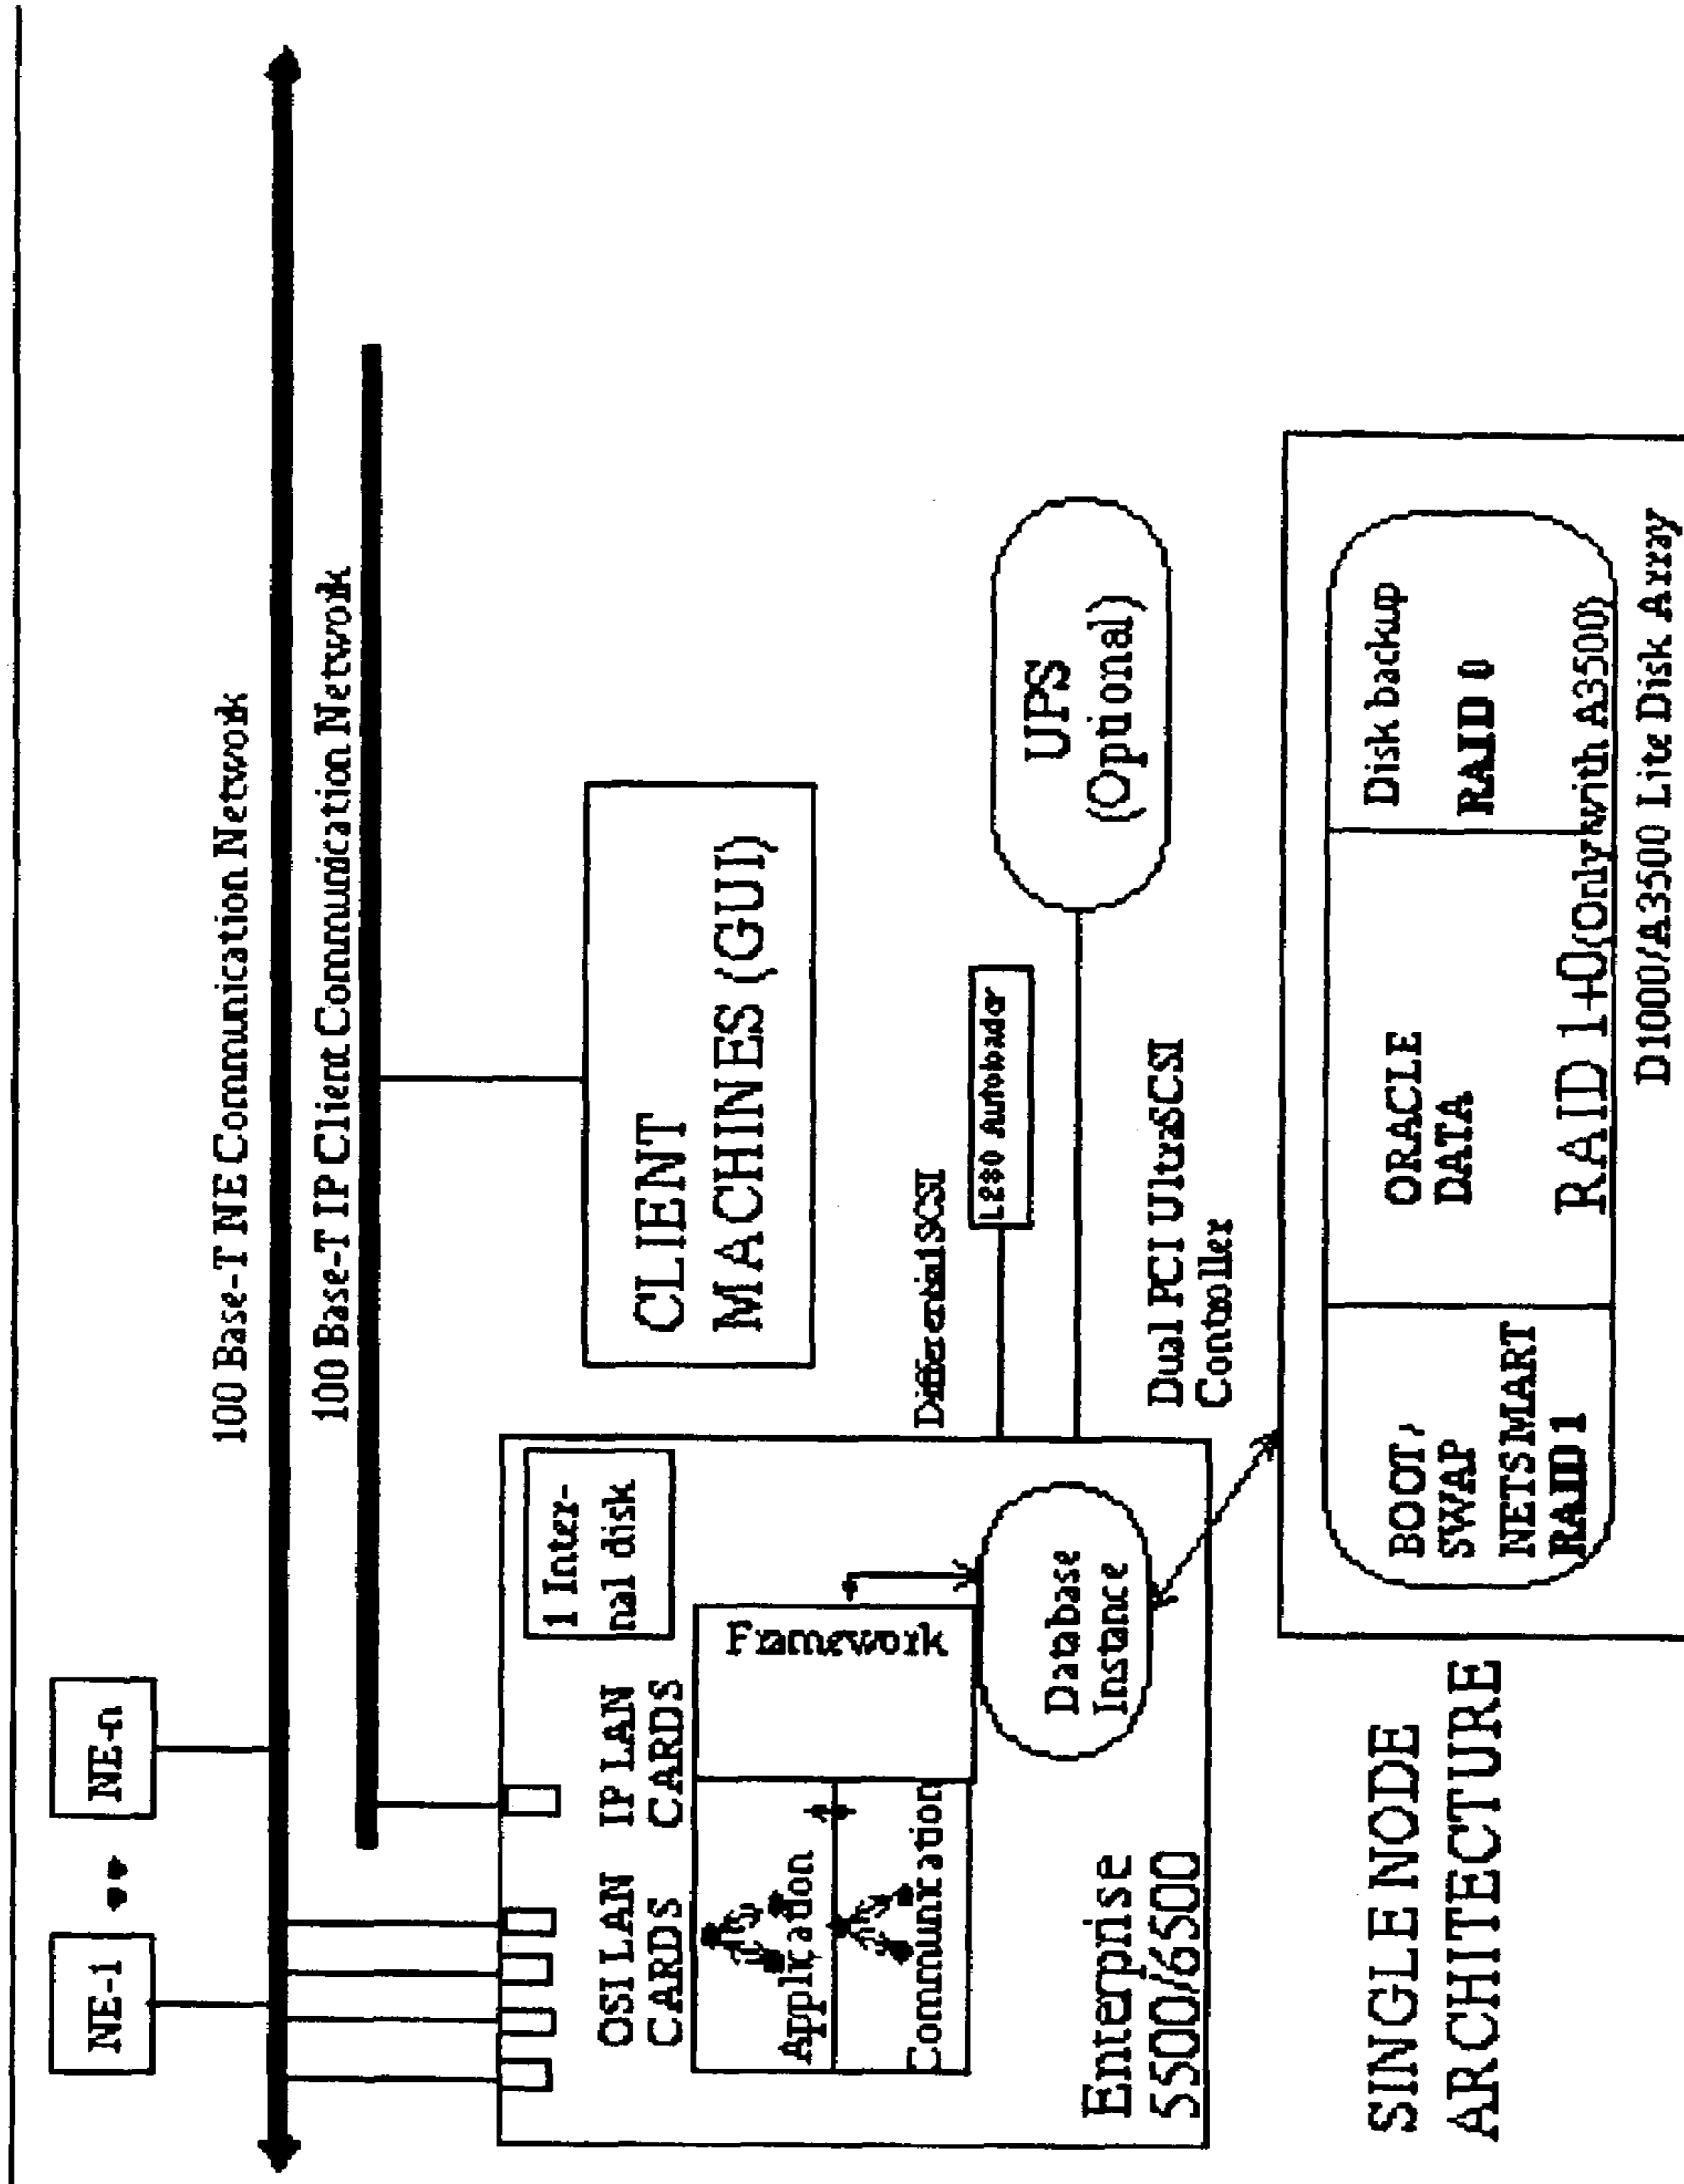 NE-1
NE-n
100 Base-T NE Communication Network
100 Base-T IP Client Communication Network
OSI LAN
CARDS
IP LAN
CARDS
1 Inter-
nal disk
Application
Communication
Framework
Database
Instance
Enterprise
5500/6500
CLIENT
MACHINES (GUI)
Differential SCSI
L280 Autoloader
UPS
(Optional)
Dual PCI UltraSCSI
Controller
SINGLE NODE
ARCHITECTURE
BOOT,
SWAP
NETSMART
RAID 1
ORACLE
DATA
RAID 1+0(Only with A3500)
Disk backup
RAID 0
D1000/A3500 Lite Disk Array